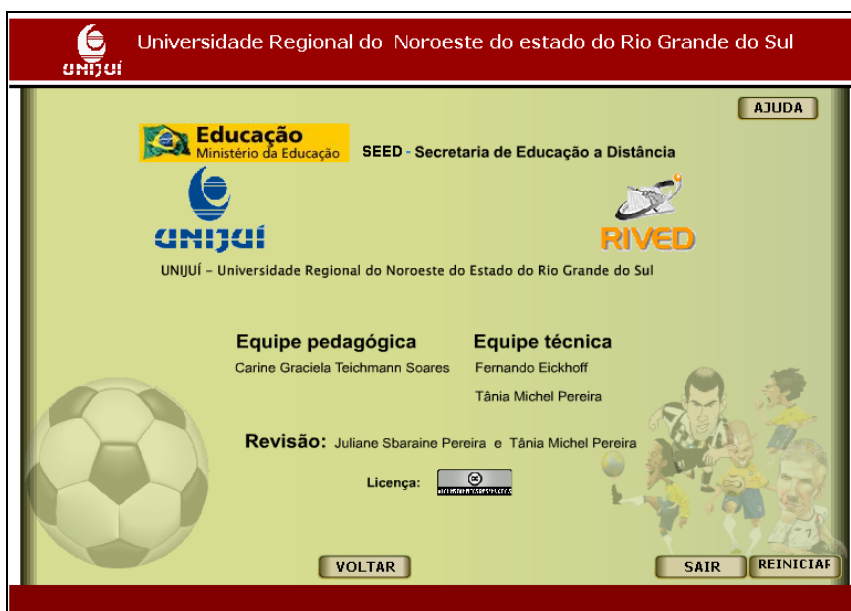 UNIJUÍ
Universidade Regional do Noroeste do estado do Rio Grande do Sul
AJUDA
Educação
Ministério da Educação
SEED - Secretaria de Educação a Distância
UNIJUÍ
RIVED
UNIJUÍ – Universidade Regional do Noroeste do Estado do Rio Grande do Sul
Equipe pedagógica
Carine Graciela Teichmann Soares
Equipe técnica
Fernando Eickhoff
Tânia Michel Pereira
Revisão: Juliane Sbaraine Pereira e Tânia Michel Pereira
Licença:
cc
VOLTAR
SAIR
REINICIAR